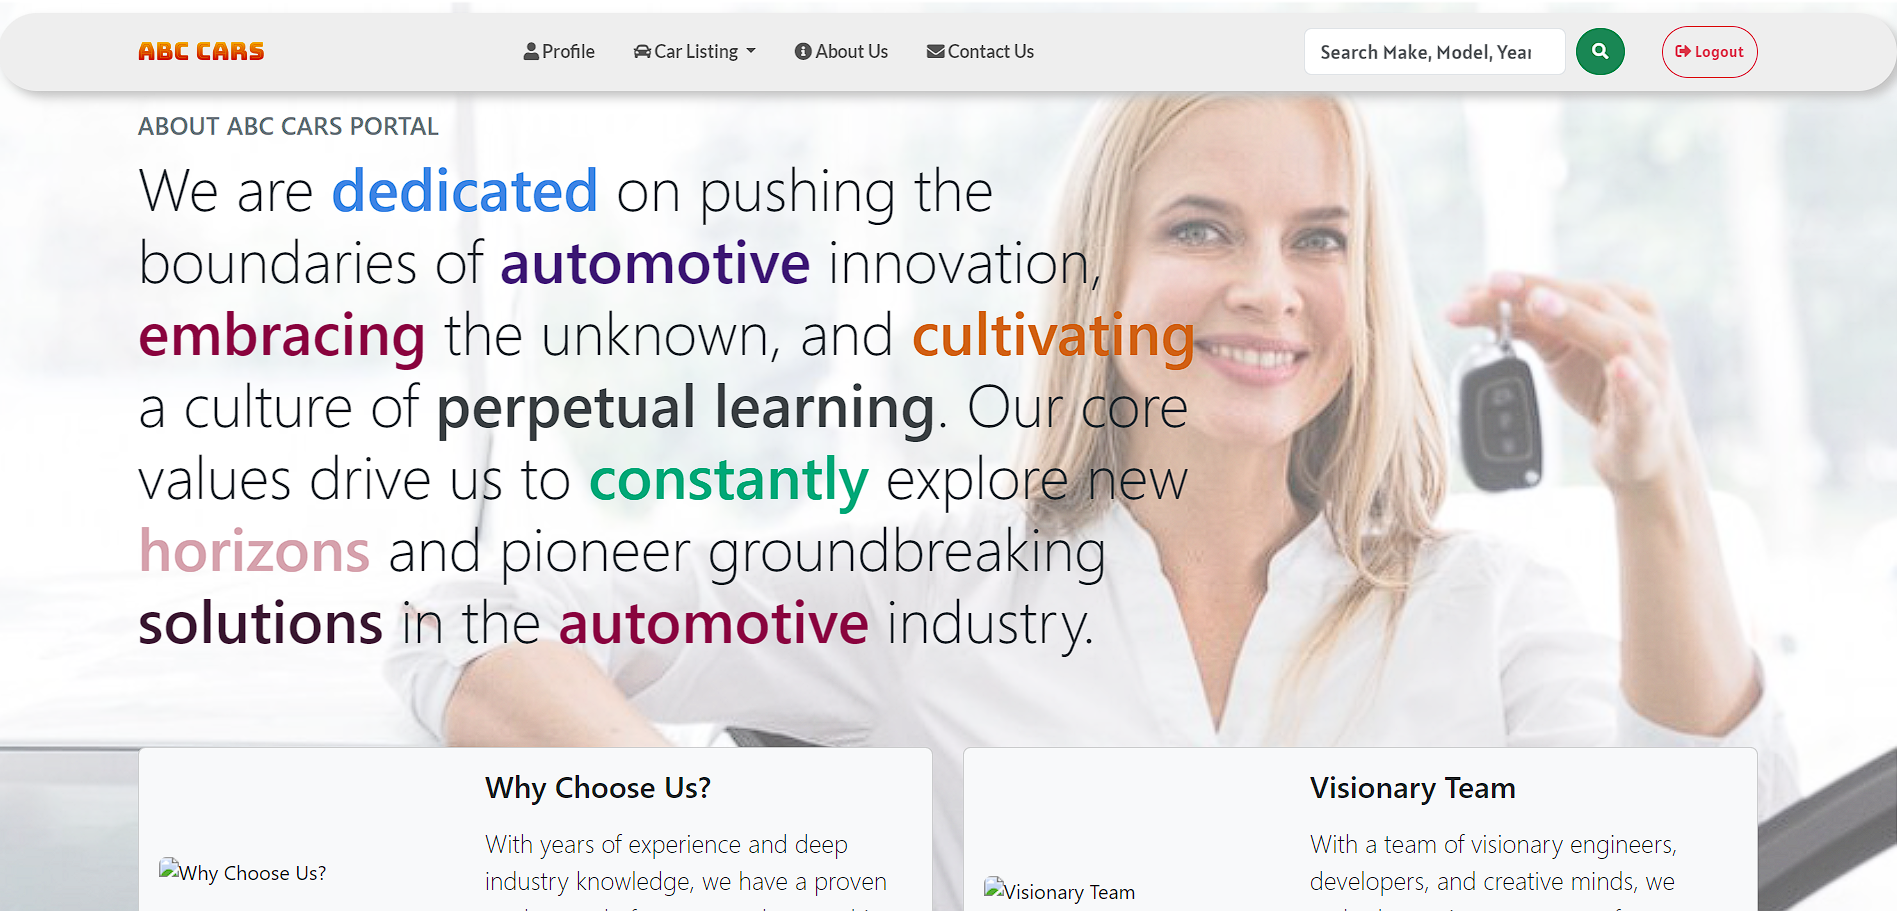 ABC CARS
Profile
Car Listing
About Us
Contact Us
Search Make, Model, Year
Logout
ABOUT ABC CARS PORTAL
We are dedicated on pushing the
boundaries of automotive innovation,
embracing the unknown, and cultivating
a culture of perpetual learning. Our core
values drive us to constantly explore new
horizons and pioneer groundbreaking
solutions in the automotive industry.
Why Choose Us?
Why Choose Us?
With years of experience and deep
industry knowledge, we have a proven
Visionary Team
Visionary Team
With a team of visionary engineers,
developers, and creative minds, we